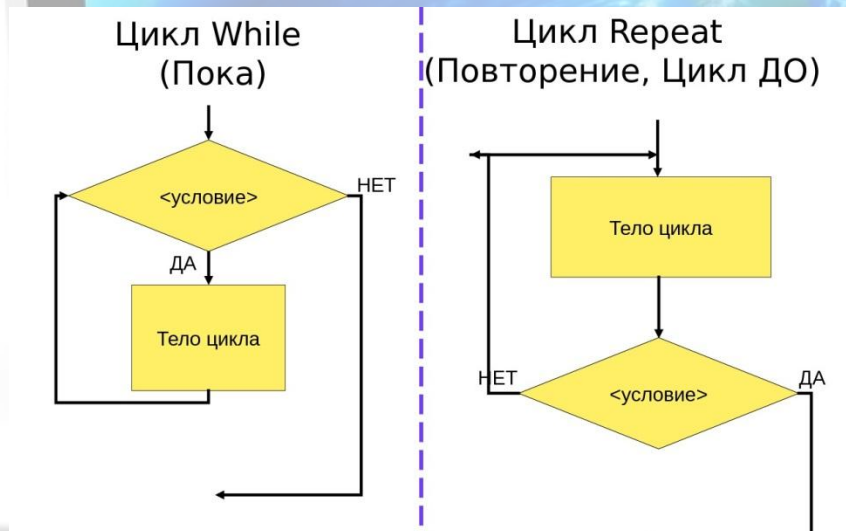 Цикл While
(Пока)
<условие>
НЕТ
ДА
Тело цикла
Цикл Repeat
(Повторение, Цикл ДО)
Тело цикла
НЕТ
<условие>
ДА